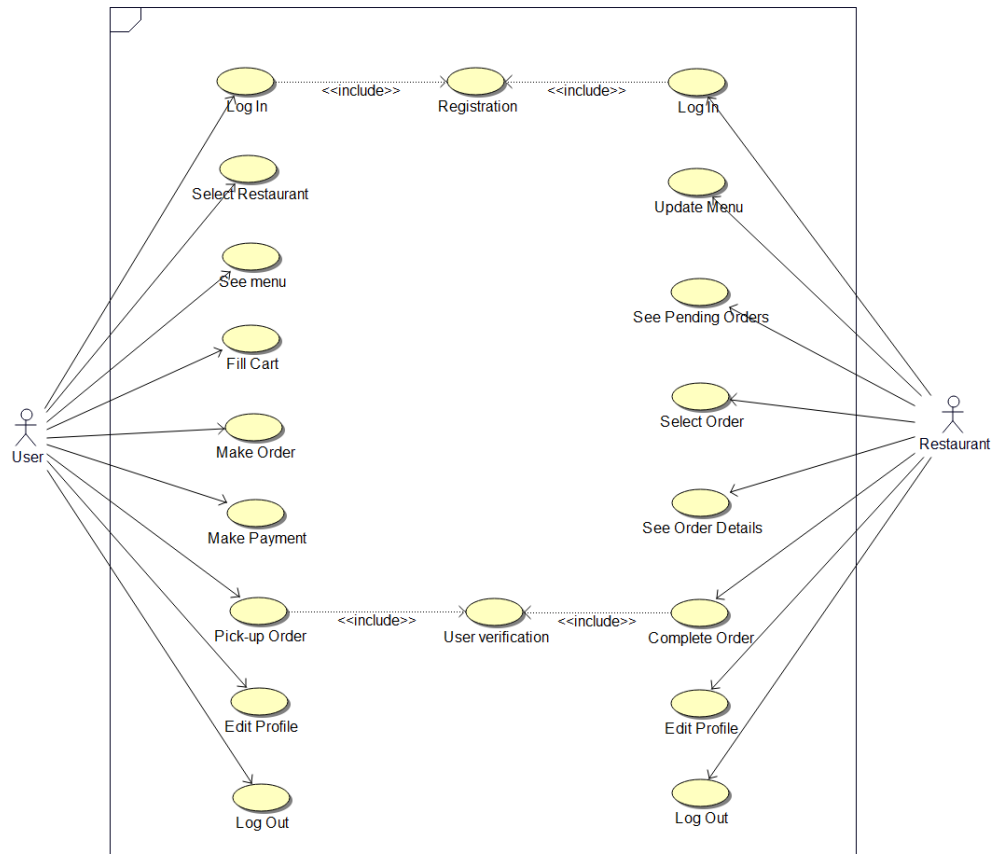 Log In
<<include>>
Registration
<<include>>
Log In
Select Restaurant
Update Menu
See menu
See Pending Orders
Fill Cart
Select Order
User
Make Order
Restaurant
Make Payment
See Order Details
Pick-up Order
<<include>>
User verification
<<include>>
Complete Order
Edit Profile
Edit Profile
Log Out
Log Out